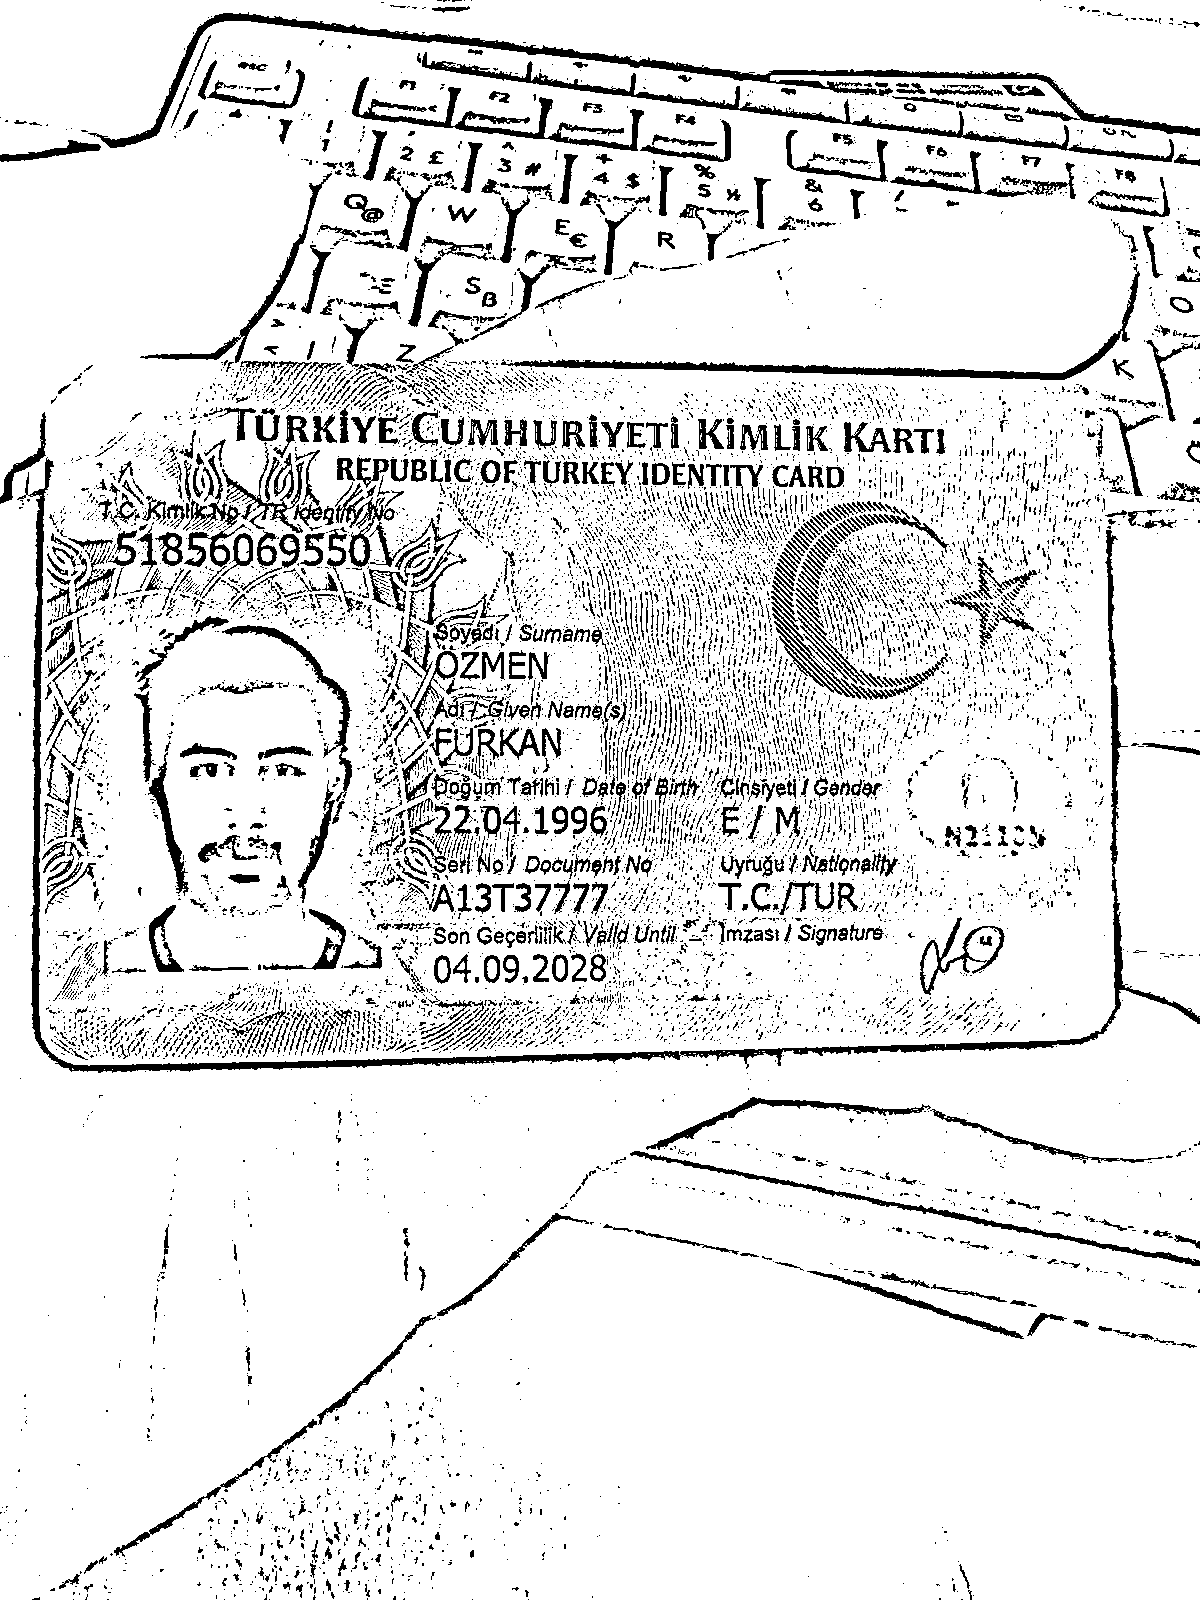 esc
F1 F2 F3 F4 F5 F6 F7 F8
2 £ 3 # 4 $ % 5 ½ & 6
Q @ W E € R
S ß
Z
K
TÜRKİYE CUMHURİYETİ KİMLİK KARTI
REPUBLIC OF TURKEY IDENTITY CARD
T.C. Kimlik No / TR Identity No
51856069550
Soyadı / Surname
ÖZMEN
Adı / Given Name(s)
FURKAN
Doğum Tarihi / Date of Birth Cinsiyeti / Gender
22.04.1996 E / M
Seri No / Document No Uyruğu / Nationality
A13T37777 T.C./TUR
Son Geçerlilik / Valid Until İmzası / Signature
04.09.2028